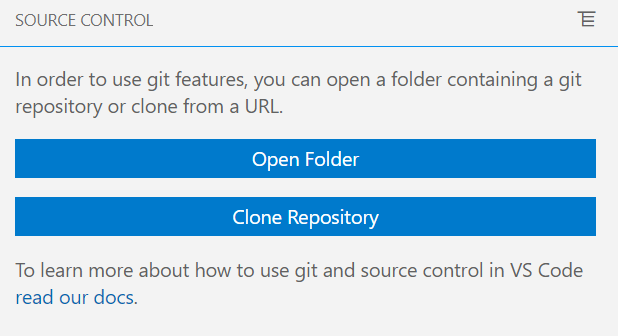 SOURCE CONTROL
In order to use git features, you can open a folder containing a git
repository or clone from a URL.
Open Folder
Clone Repository
To learn more about how to use git and source control in VS Code
read our docs.